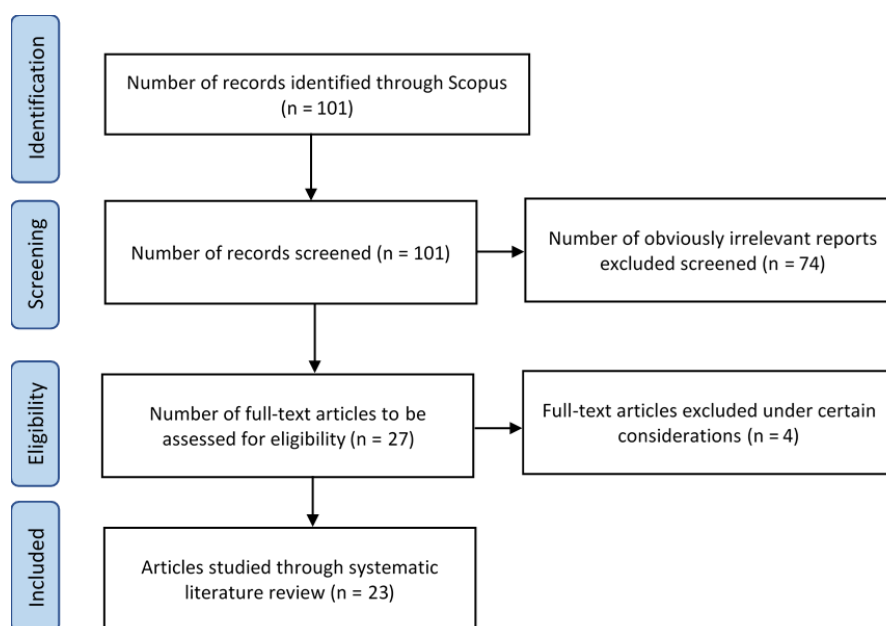 Identification
Number of records identified through Scopus
(n = 101)
Screening
Number of records screened (n = 101)
Number of obviously irrelevant reports
excluded screened (n = 74)
Eligibility
Number of full-text articles to be
assessed for eligibility (n = 27)
Full-text articles excluded under certain
considerations (n = 4)
Included
Articles studied through systematic
literature review (n = 23)